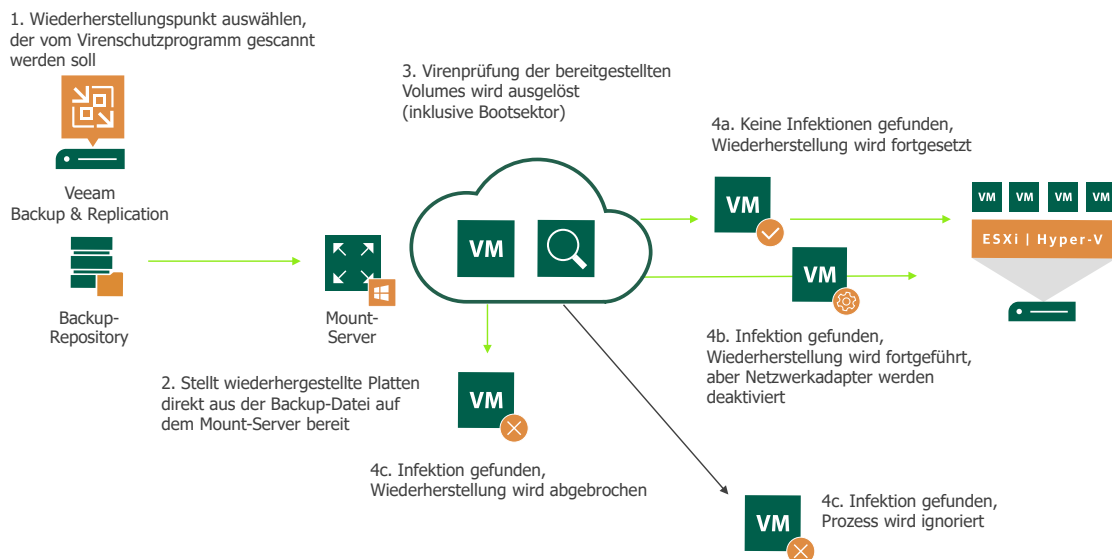 1. Wiederherstellungspunkt auswählen,
der vom Virenschutzprogramm gescannt
werden soll
Veeam
Backup & Replication
Backup-
Repository
Mount-
Server
2. Stellt wiederhergestellte Platten
direkt aus der Backup-Datei auf
dem Mount-Server bereit
3. Virenprüfung der bereitgestellten
Volumes wird ausgelöst
(inklusive Bootsektor)
VM
4a. Keine Infektionen gefunden,
Wiederherstellung wird fortgesetzt
VM
VM
4b. Infektion gefunden,
Wiederherstellung wird fortgeführt,
aber Netzwerkadapter werden
deaktiviert
VM VM VM VM
ESXi | Hyper-V
VM
4c. Infektion gefunden,
Wiederherstellung wird abgebrochen
VM
4c. Infektion gefunden,
Prozess wird ignoriert